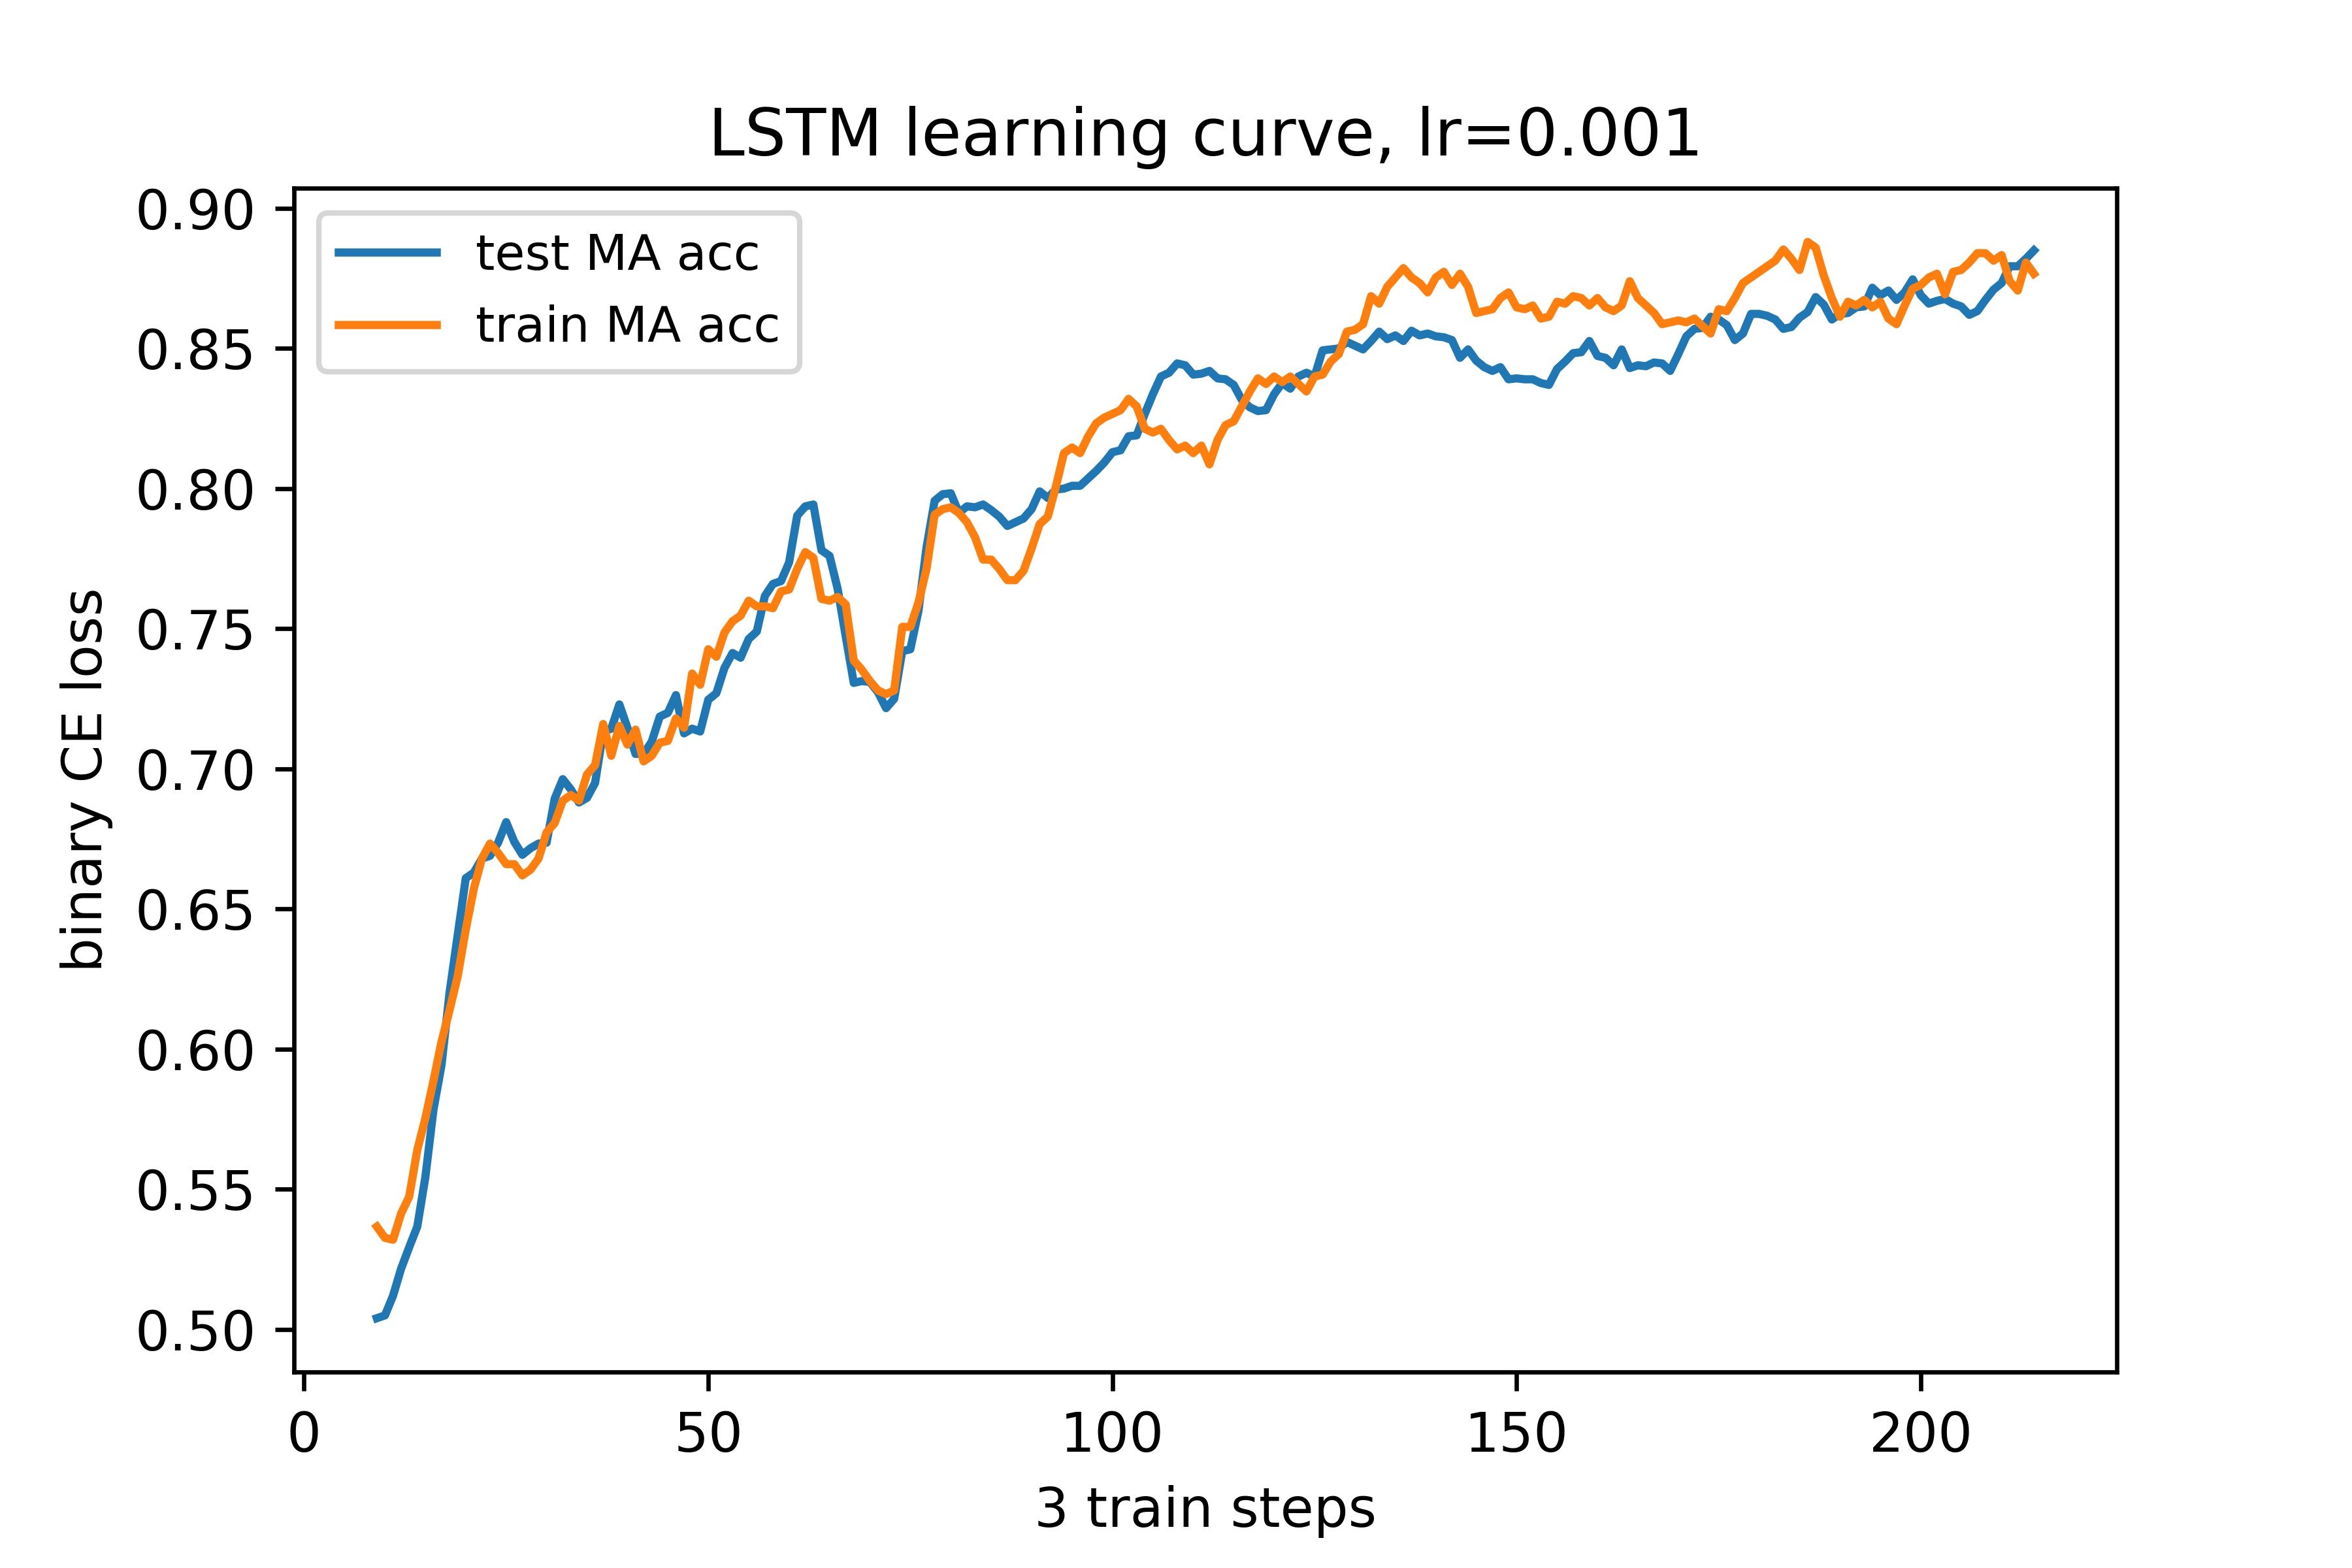 LSTM learning curve, lr=0.001
0.90
0.85
0.80
0.75
0.70
0.65
0.60
0.55
0.50
binary CE loss
test MA acc
train MA acc
0
50
100
150
200
3 train steps